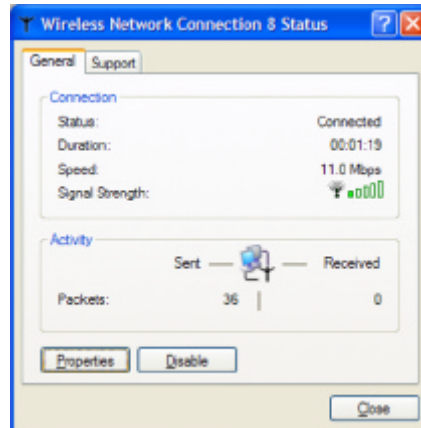 Wireless Network Connection 8 Status
General Support
Connection
Status: Connected
Duration: 00:01:19
Speed: 11.0 Mbps
Signal Strength:
Activity
Sent Received
Packets: 36 0
Properties Disable
Close